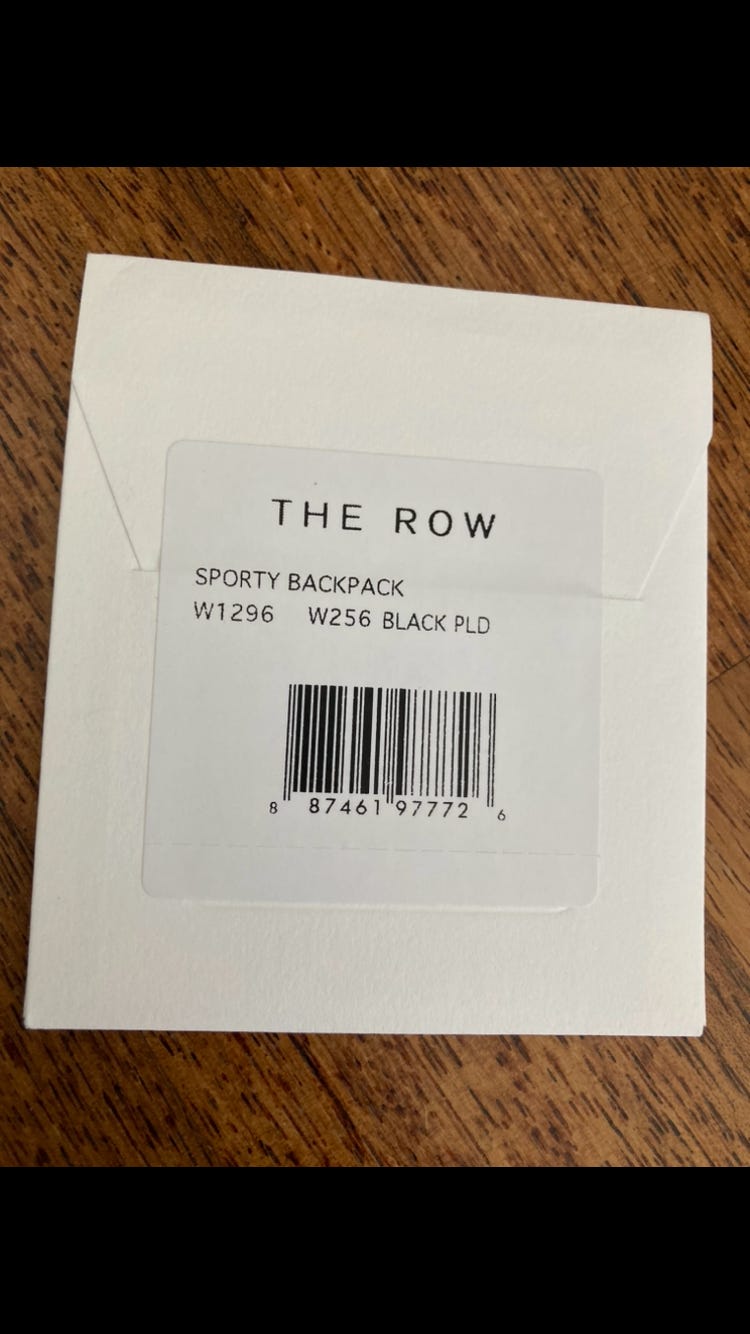 THE ROW
SPORTY BACKPACK
W1296 W256 BLACK PLD
8 87461 97772 6